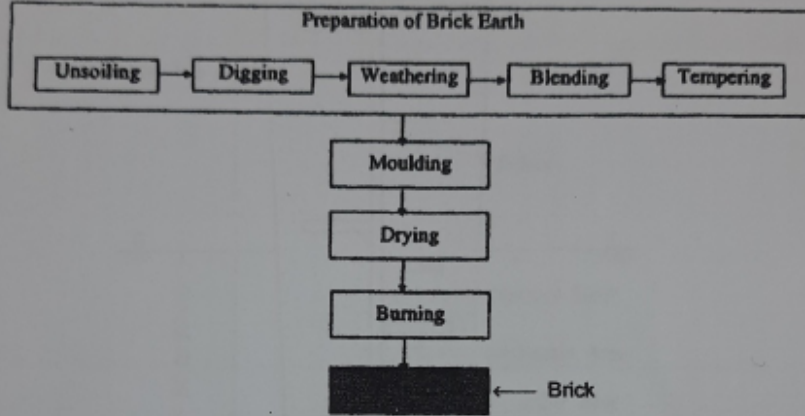 Preparation of Brick Earth
Unsoiling Digging Weathering Blending Tempering
Moulding
Drying
Burning
Brick